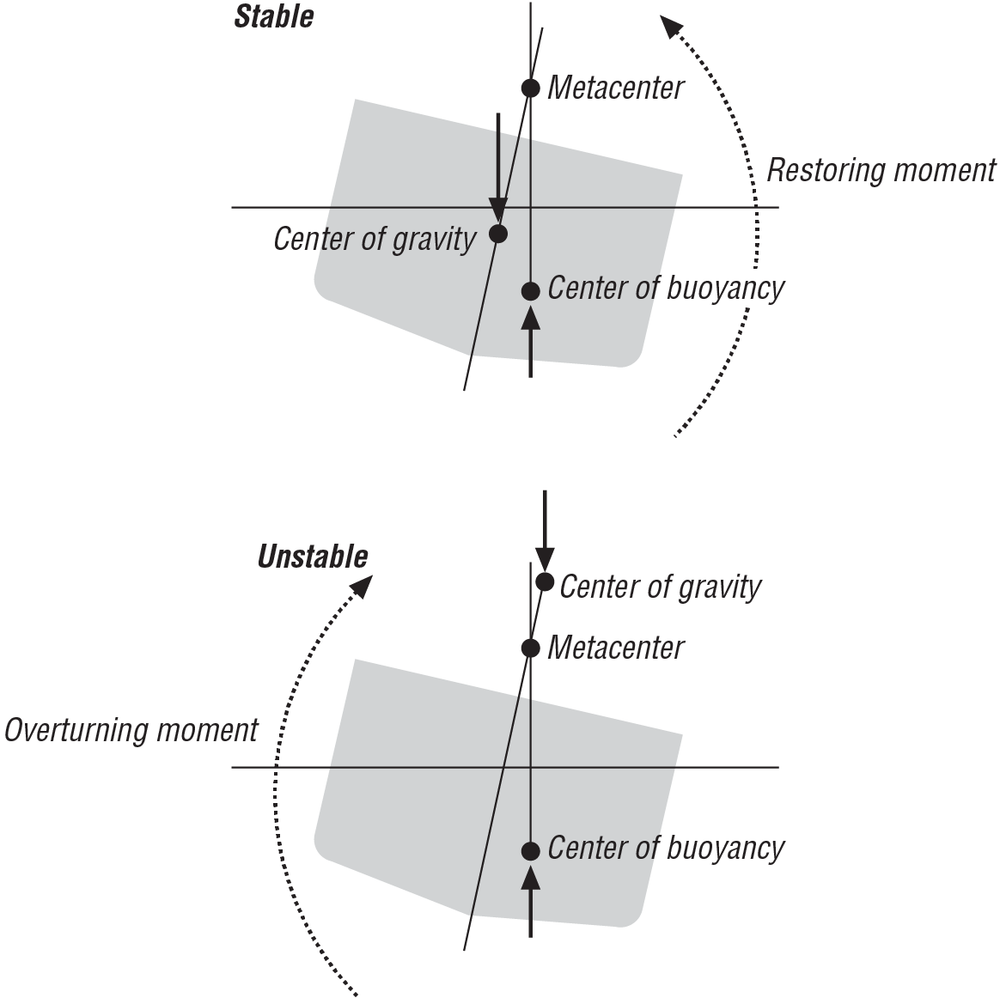 Stable
Metacenter
Restoring moment
Center of gravity
Center of buoyancy
Unstable
Center of gravity
Metacenter
Overturning moment
Center of buoyancy